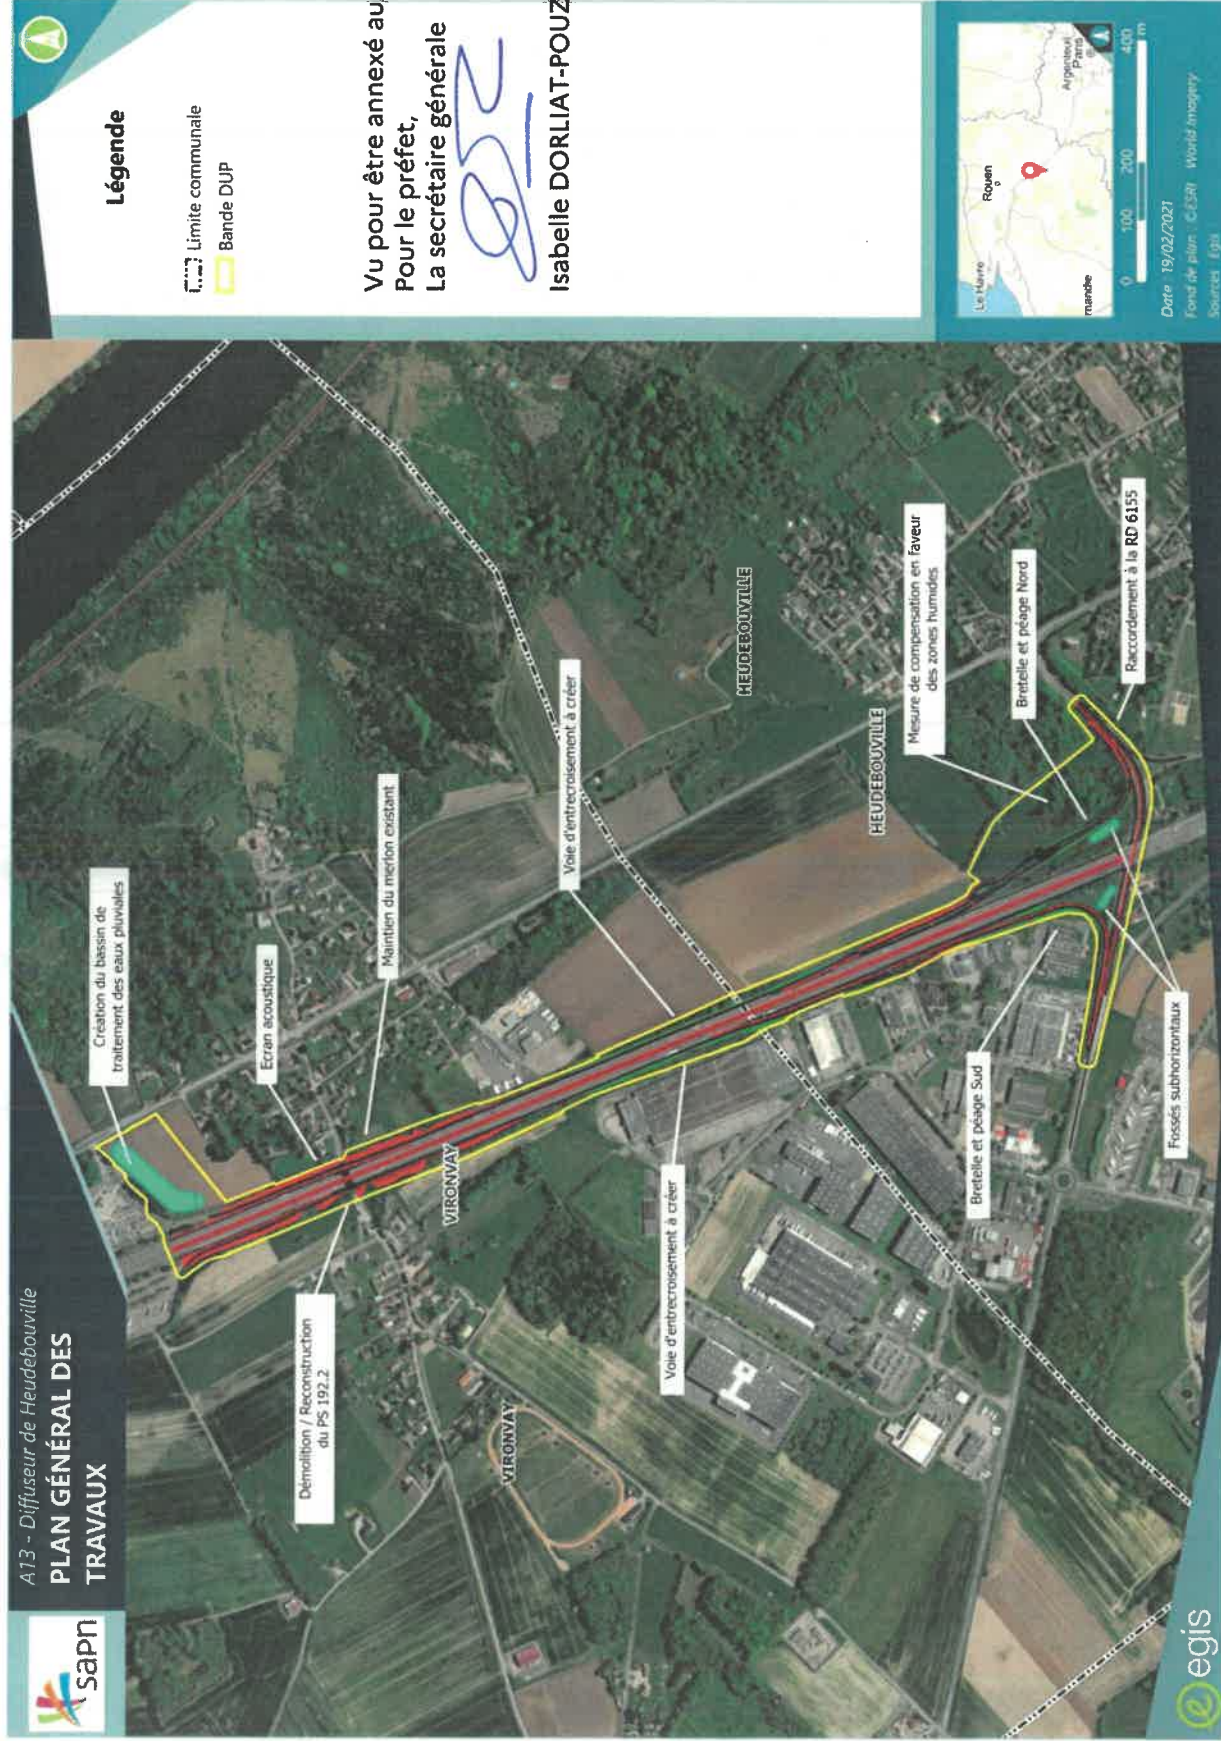 sapn
A13 - Diffuseur de Heudebouville
PLAN GÉNÉRAL DES
TRAVAUX
Création du bassin de
traitement des eaux pluviales
Ecran acoustique
Maintien du merlon existant
Démolition / Reconstruction
du PS 192.2
VIRONVAY
VIRONVAY
Voie d'entrecroisement à créer
Voie d'entrecroisement à créer
HEUDEBOUVILLE
HEUDEBOUVILLE
Mesure de compensation en faveur
des zones humides
Bretelle et péage Nord
Raccordement à la RD 6155
Bretelle et péage Sud
Fossés subhorizontaux
Légende
Limite communale
Bande DUP
Vu pour être annexé au
Pour le préfet,
La secrétaire générale
Isabelle DORLIAT-POUZ
Le Havre
Rouen
Argenteuil
Paris
mandie
0 100 200 400
m
Date : 19/02/2021
Fond de plan : ©ESRI World Imagery
Sources : Egis
egis